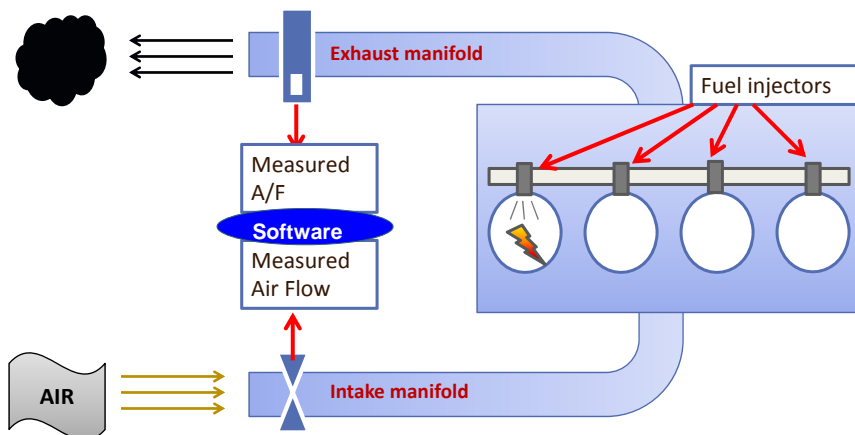 Exhaust manifold
Fuel injectors
Measured
A/F
Software
Measured
Air Flow
AIR
Intake manifold